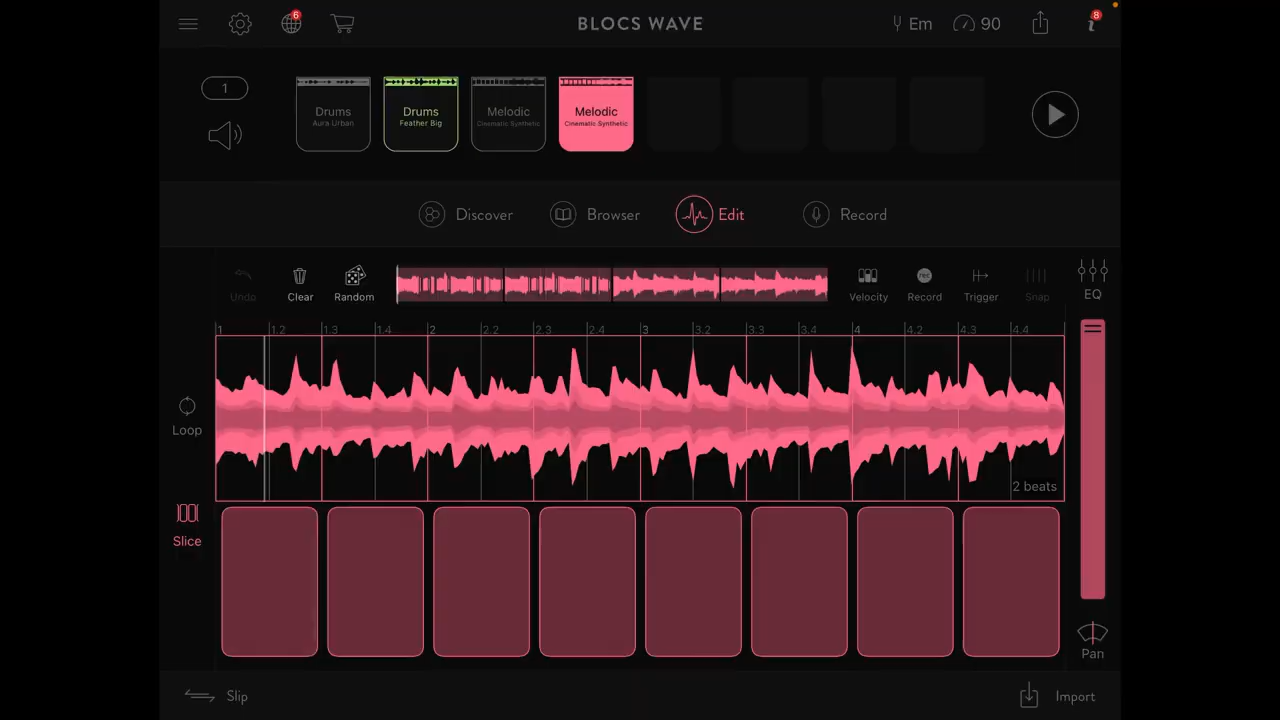 6
BLOCS WAVE
Em
90
8
1
Drums
Aura Urban
Drums
Feather Big
Melodic
Cinematic Synthetic
Melodic
Cinematic Synthetic
Discover
Browser
Edit
Record
Undo
Clear
Random
Velocity
rec
Record
Trigger
Snap
EQ
1 1.2 1.3 1.4 2 2.2 2.3 2.4 3 3.2 3.3 3.4 4 4.2 4.3 4.4
Loop
2 beats
Slice
Pan
Slip
Import